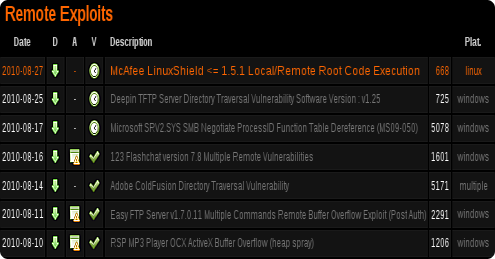 Remote Exploits
Date D A V Description Plat.
2010-08-27 - McAfee LinuxShield <= 1.5.1 Local/Remote Root Code Execution 668 linux
2010-08-25 - Deepin TFTP Server Directory Traversal Vulnerability Software Version : v1.25 725 windows
2010-08-17 - Microsoft SRV2.SYS SMB Negotiate ProcessID Function Table Dereference (MS09-050) 5078 windows
2010-08-16 123 Flashchat version 7.8 Multiple Remote Vulnerabilities 1601 windows
2010-08-14 - Adobe ColdFusion Directory Traversal Vulnerability 5171 multiple
2010-08-11 Easy FTP Server v1.7.0.11 Multiple Commands Remote Buffer Overflow Exploit (Post Auth) 2291 windows
2010-08-10 RSP MP3 Player OCX ActiveX Buffer Overflow (heap spray) 1206 windows